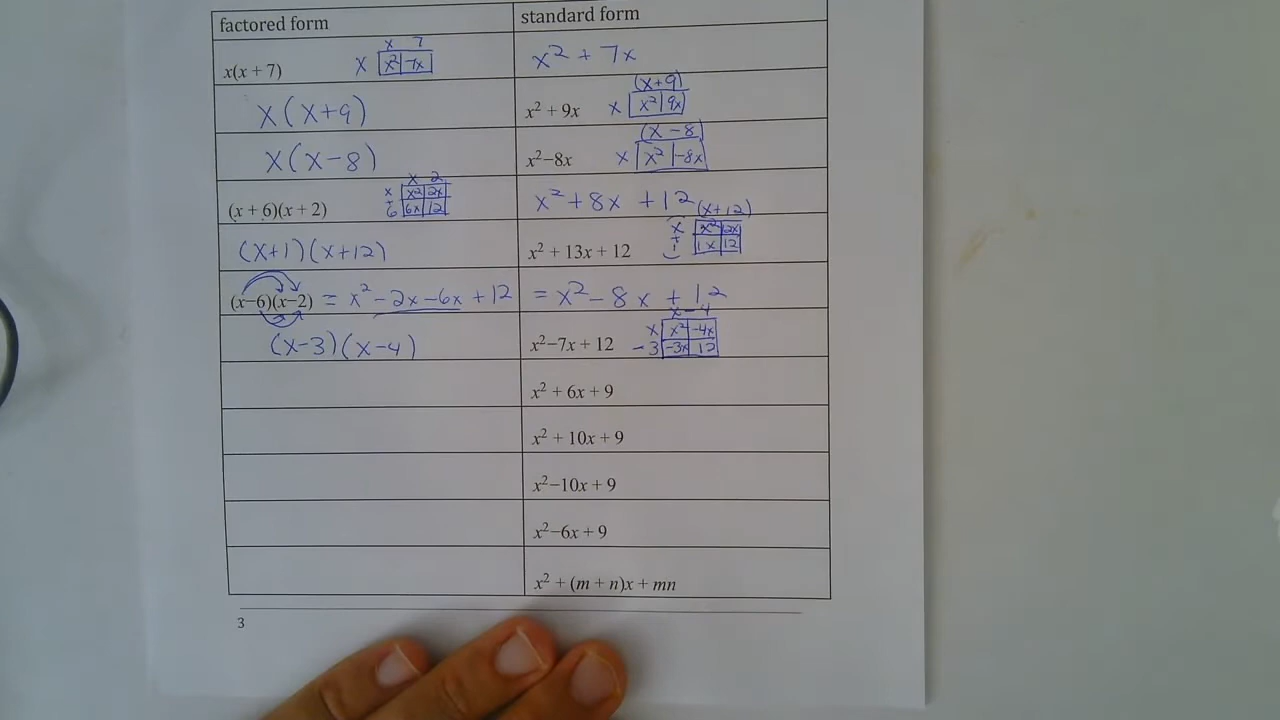 factored form standard form
x 7
x(x + 7) x x² 7x x² + 7x
(x+9)
x(x+9) x² + 9x x x² 9x
(x-8)
x(x-8) x²−8x x x² -8x
x 2
x x² 2x
(x + 6)(x + 2) + 6 6x 12 x² + 8x + 12
(x+12)
x x²
(x+1)(x+12) x² + 13x + 12 + 1 1x 12
(x−6)(x−2) = x² - 2x - 6x + 12 = x² - 8x + 12
x - 4
x x² -4x
(x-3)(x-4) x²−7x + 12 -3 -3x 12
x² + 6x + 9
x² + 10x + 9
x²−10x + 9
x²−6x + 9
x² + (m + n)x + mn
3